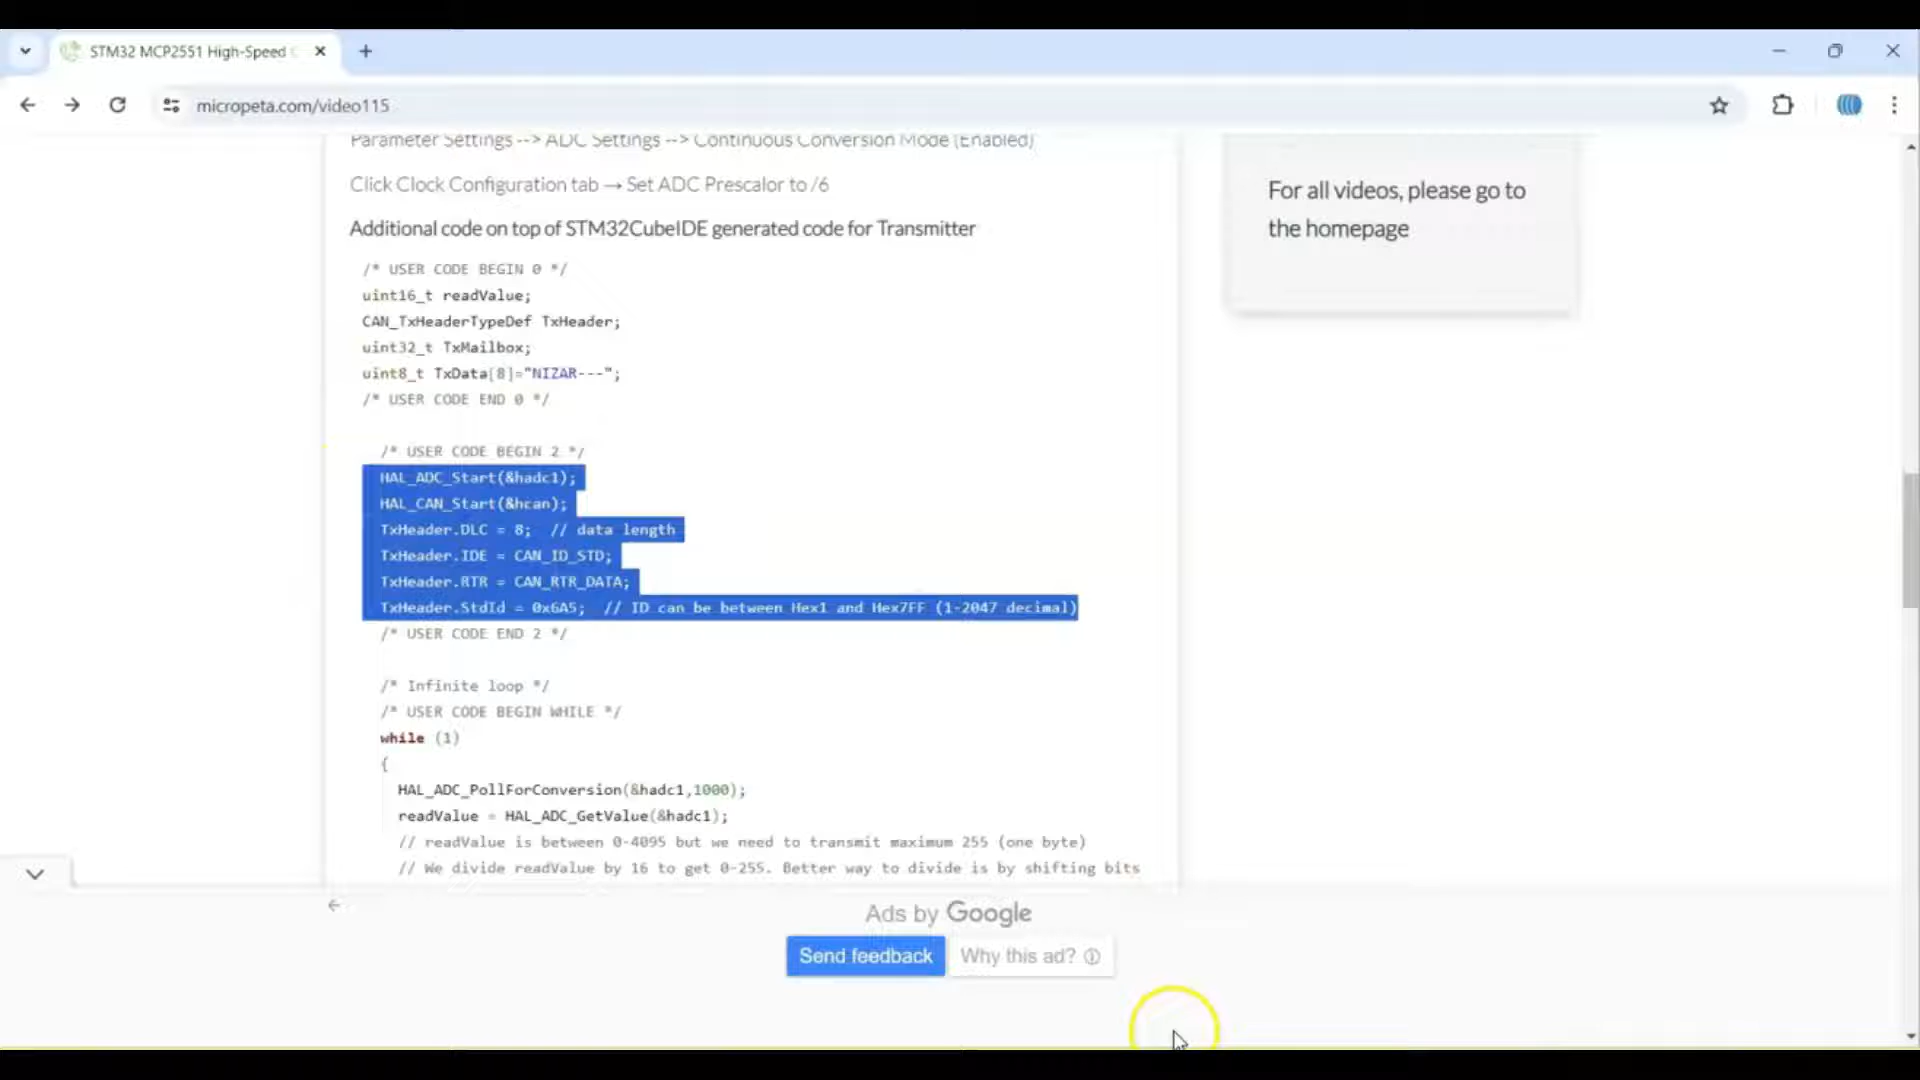 STM32 MCP2551 High-Speed C
micropeta.com/video115
Parameter Settings --> ADC Settings --> Continuous Conversion Mode (Enabled)
Click Clock Configuration tab → Set ADC Prescalor to /6
Additional code on top of STM32CubeIDE generated code for Transmitter
/* USER CODE BEGIN 0 */
uint16_t readValue;
CAN_TxHeaderTypeDef TxHeader;
uint32_t TxMailbox;
uint8_t TxData[8]="NIZAR---";
/* USER CODE END 0 */
/* USER CODE BEGIN 2 */
HAL_ADC_Start(&hadc1);
HAL_CAN_Start(&hcan);
TxHeader.DLC = 8;  // data length
TxHeader.IDE = CAN_ID_STD;
TxHeader.RTR = CAN_RTR_DATA;
TxHeader.StdId = 0x6A5;  // ID can be between Hex1 and Hex7FF (1-2047 decimal)
/* USER CODE END 2 */
/* Infinite loop */
/* USER CODE BEGIN WHILE */
while (1)
{
HAL_ADC_PollForConversion(&hadc1,1000);
readValue = HAL_ADC_GetValue(&hadc1);
// readValue is between 0-4095 but we need to transmit maximum 255 (one byte)
// We divide readValue by 16 to get 0-255. Better way to divide is by shifting bits
For all videos, please go to
the homepage
Ads by Google
Send feedback
Why this ad?